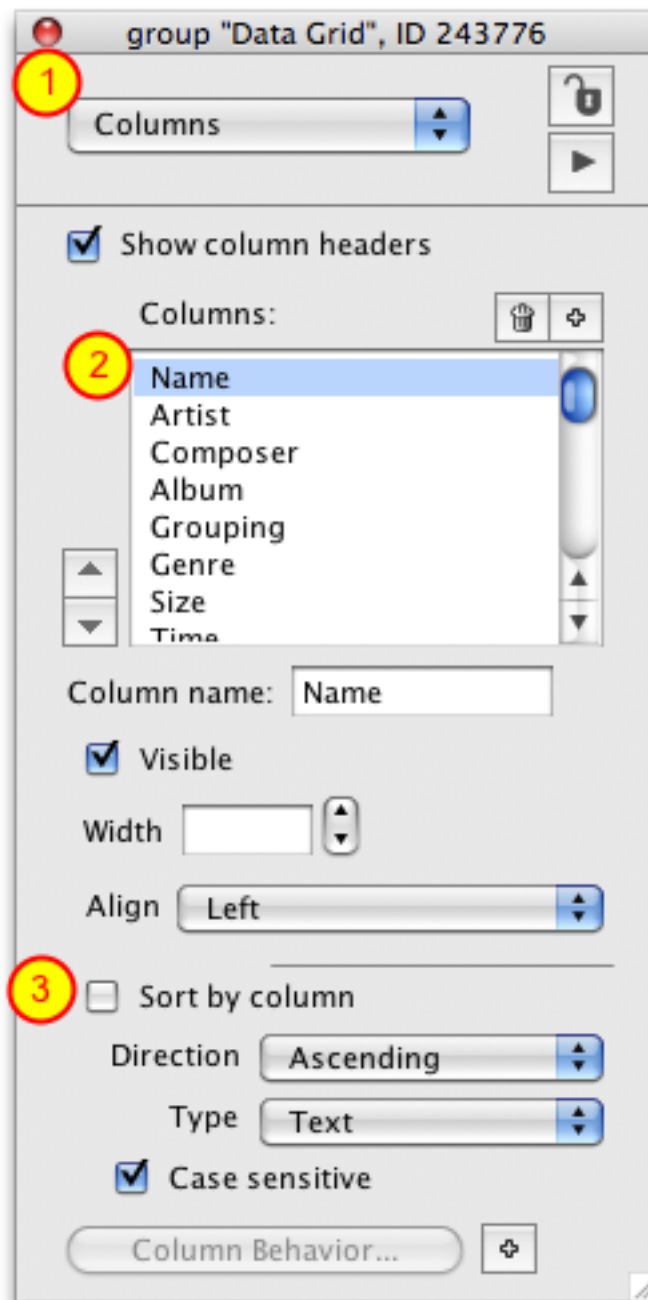 group "Data Grid", ID 243776
1
Columns
Show column headers
Columns:
2
Name
Artist
Composer
Album
Grouping
Genre
Size
Time
Column name: Name
Visible
Width
Align Left
3
Sort by column
Direction Ascending
Type Text
Case sensitive
Column Behavior...